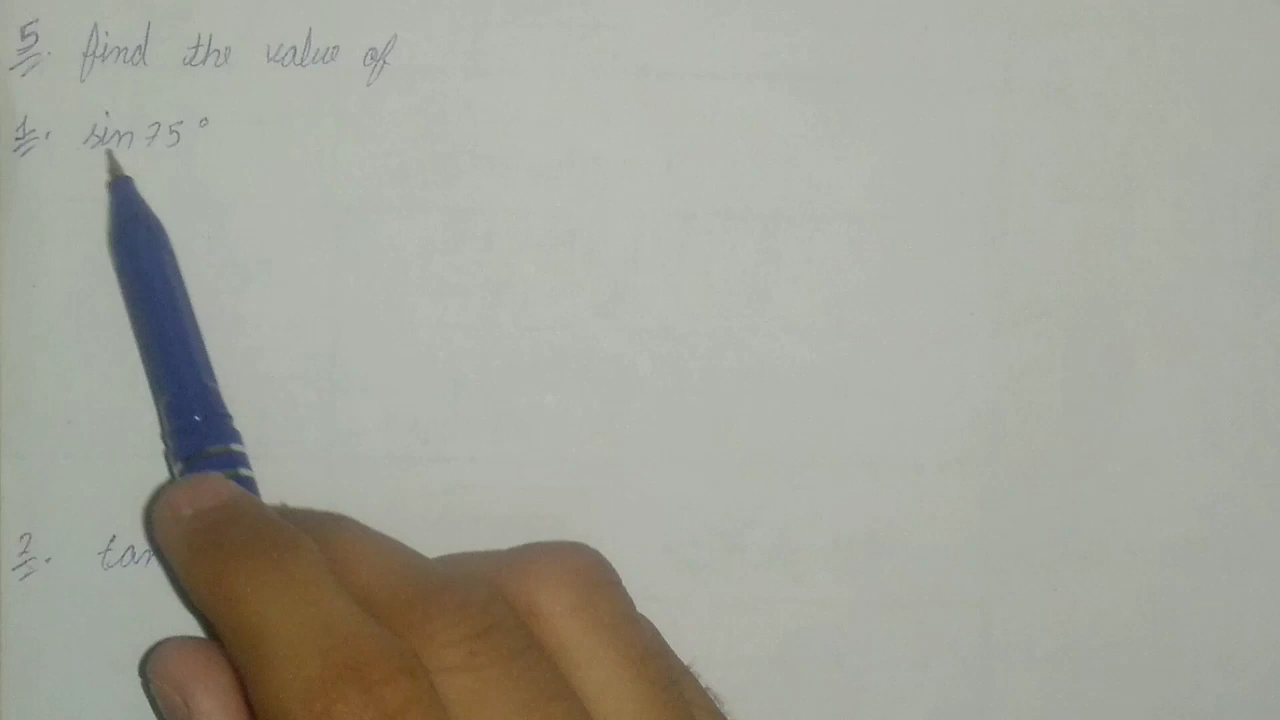 5. find the value of
1. sin 75°
2. tan